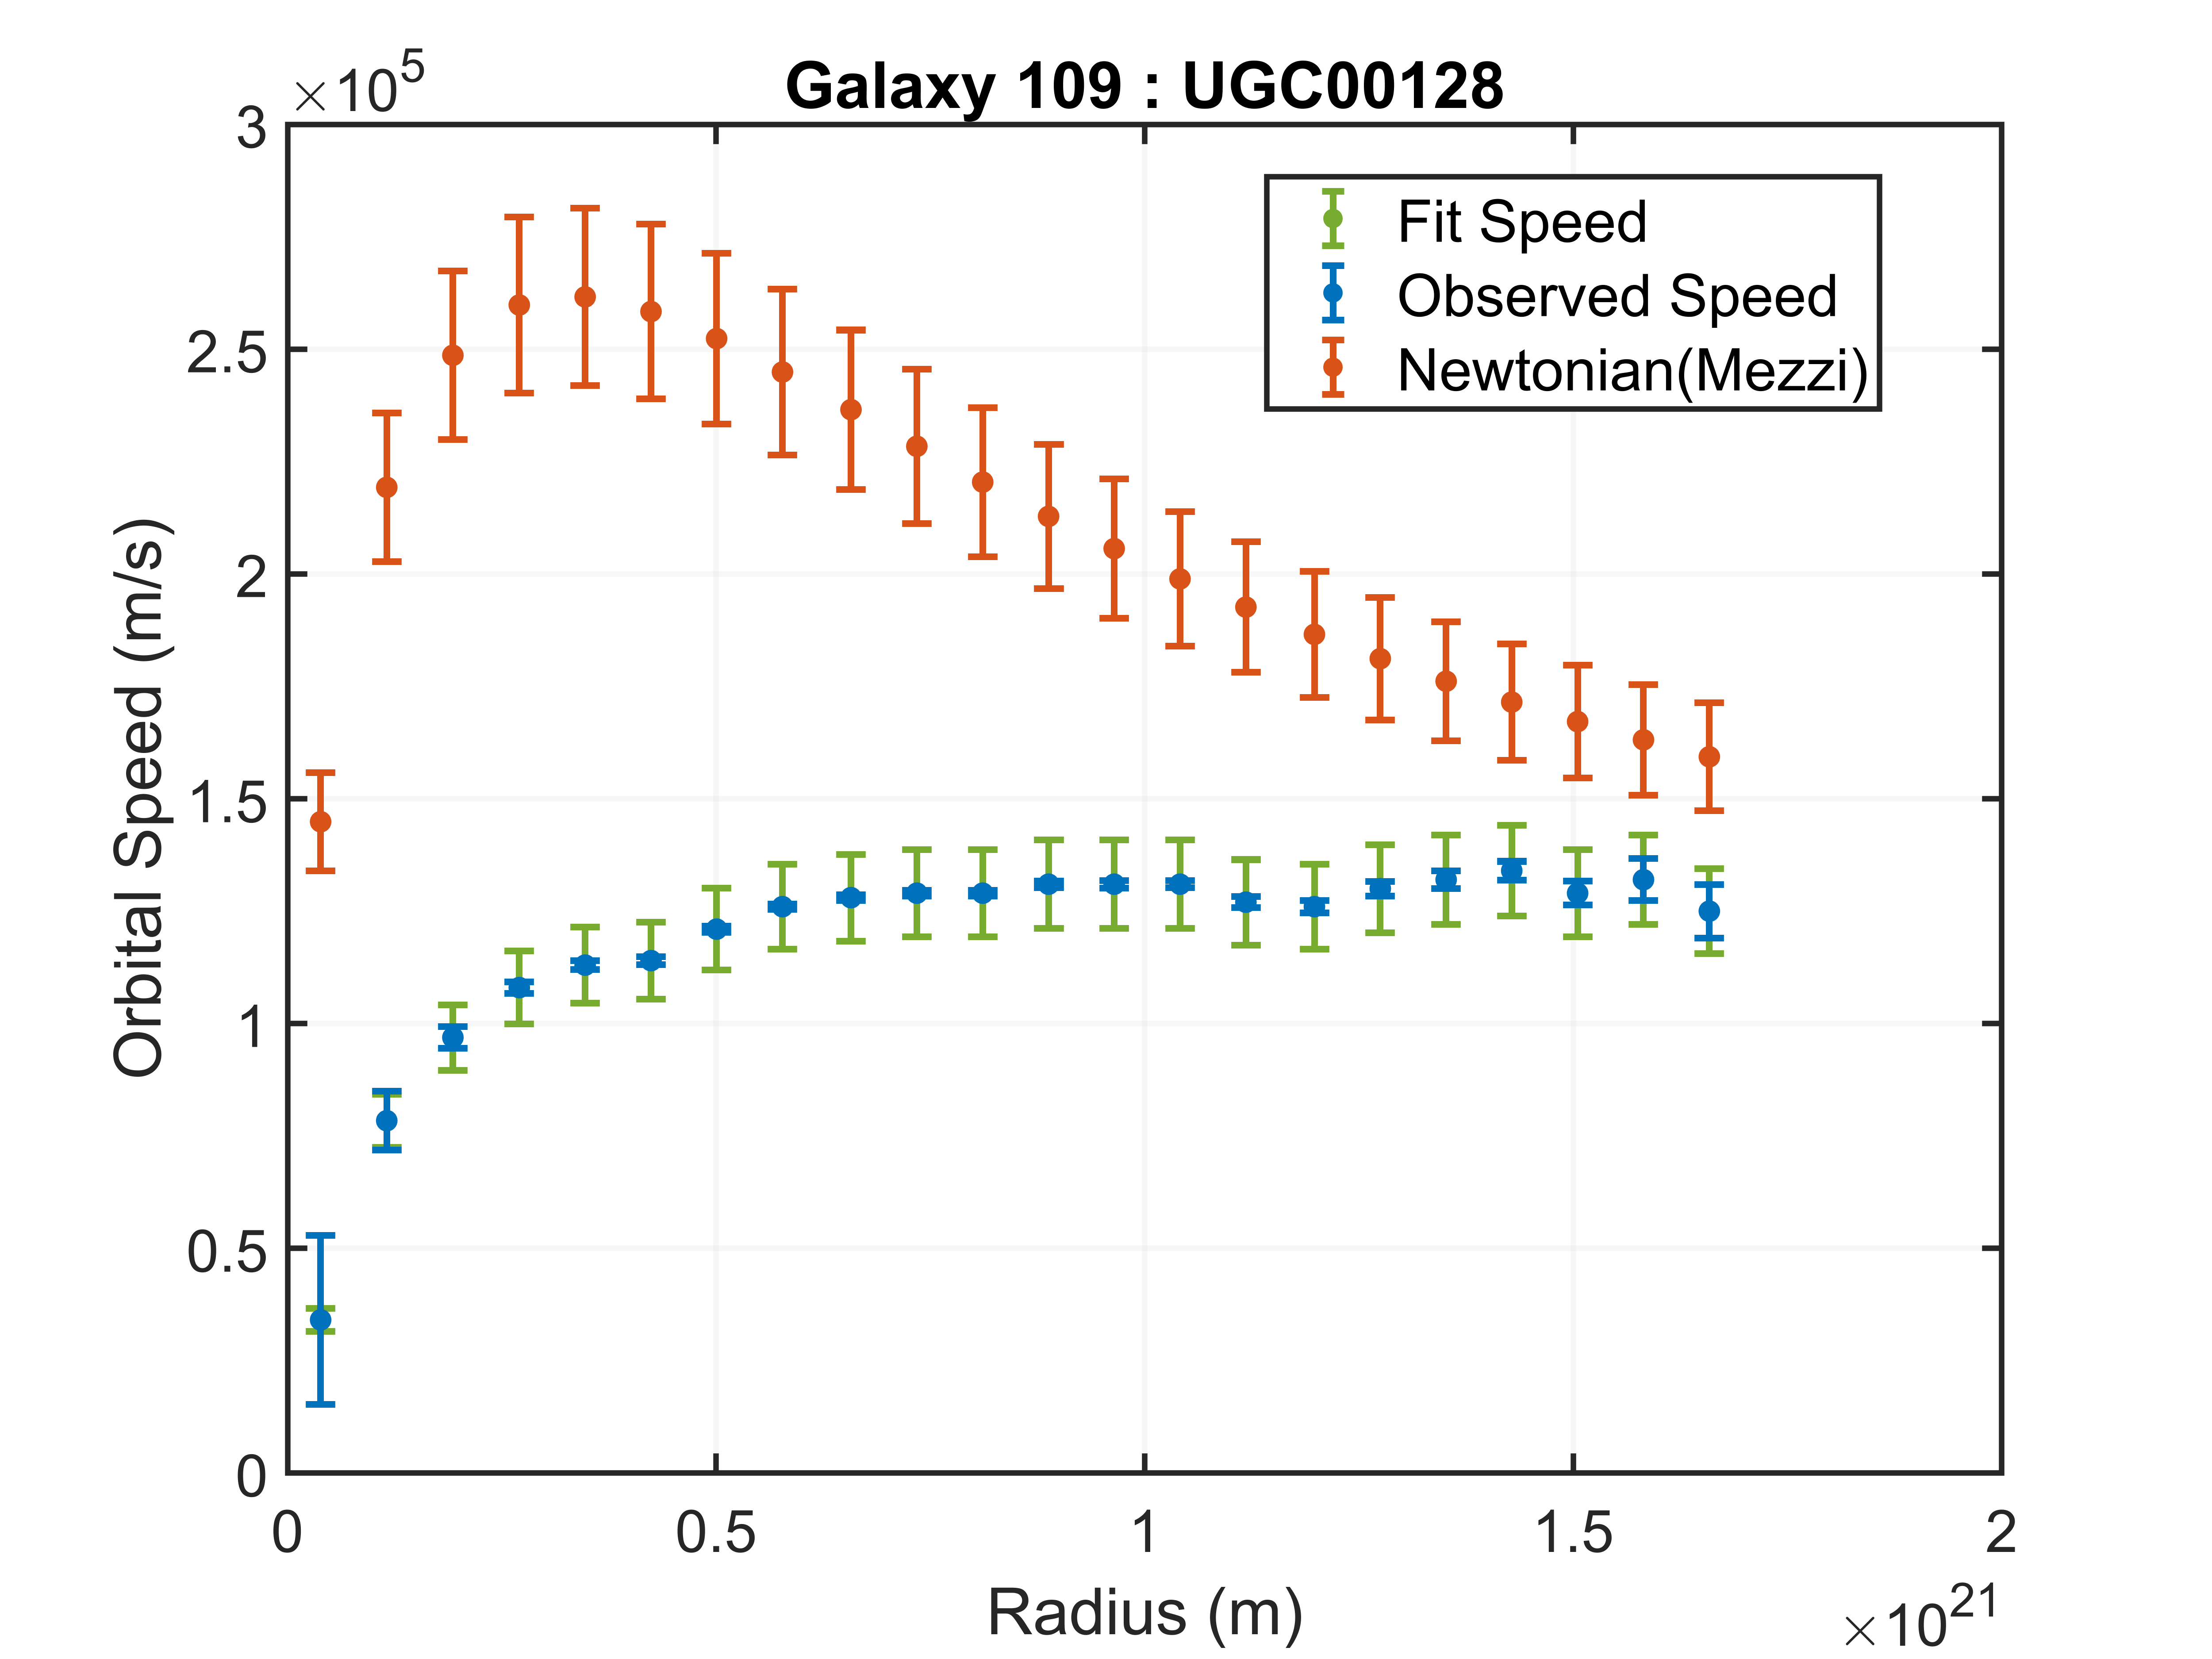 ×10^5
Galaxy 109 : UGC00128
3
2.5
2
1.5
1
0.5
0
Orbital Speed (m/s)
Fit Speed
Observed Speed
Newtonian(Mezzi)
0 0.5 1 1.5 2
Radius (m)
×10^21